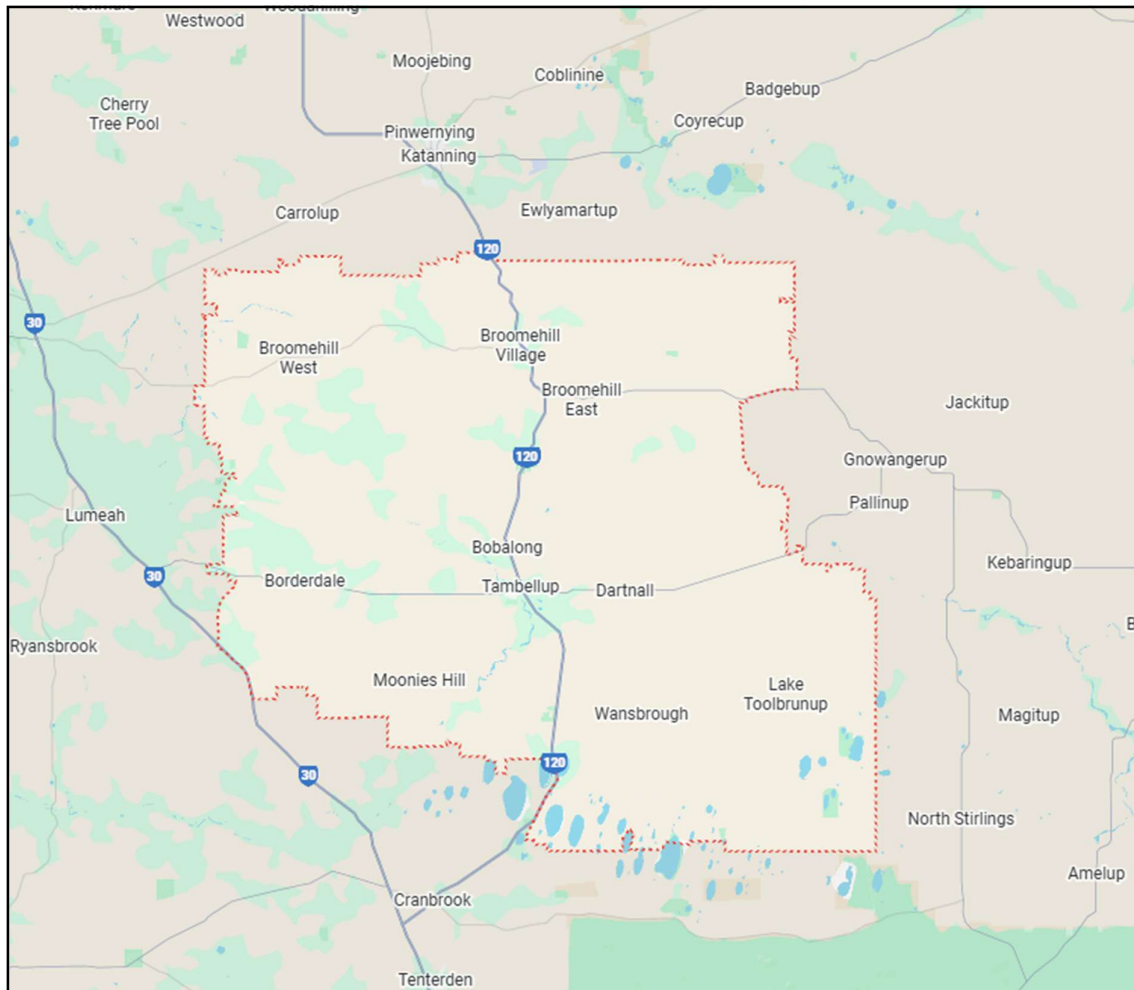 Westwood
Moojebing
Coblinine
Badgebup
Cherry
Tree Pool
Coyrecup
Pinwernying
Katanning
Carrolup
Ewlyamartup
120
30
Broomehill
West
Broomehill
Village
Broomehill
East
Jackitup
120
Gnowangerup
Pallinup
Lumeah
Bobalong
Kebaringup
30
Borderdale
Tambellup
Dartnall
Ryansbrook
Moonies Hill
Lake
Toolbrunup
Wansbrough
Magitup
120
30
North Stirlings
Amelup
Cranbrook
Tenterden